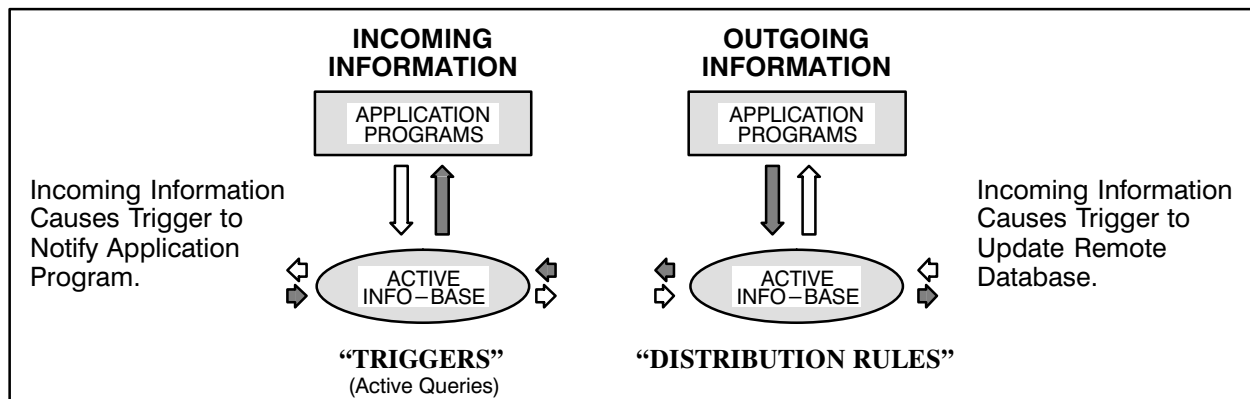 INCOMING
INFORMATION
APPLICATION
PROGRAMS
Incoming Information
Causes Trigger to
Notify Application
Program.
ACTIVE
INFO–BASE
“TRIGGERS”
(Active Queries)
OUTGOING
INFORMATION
APPLICATION
PROGRAMS
Incoming Information
Causes Trigger to
Update Remote
Database.
ACTIVE
INFO–BASE
“DISTRIBUTION RULES”